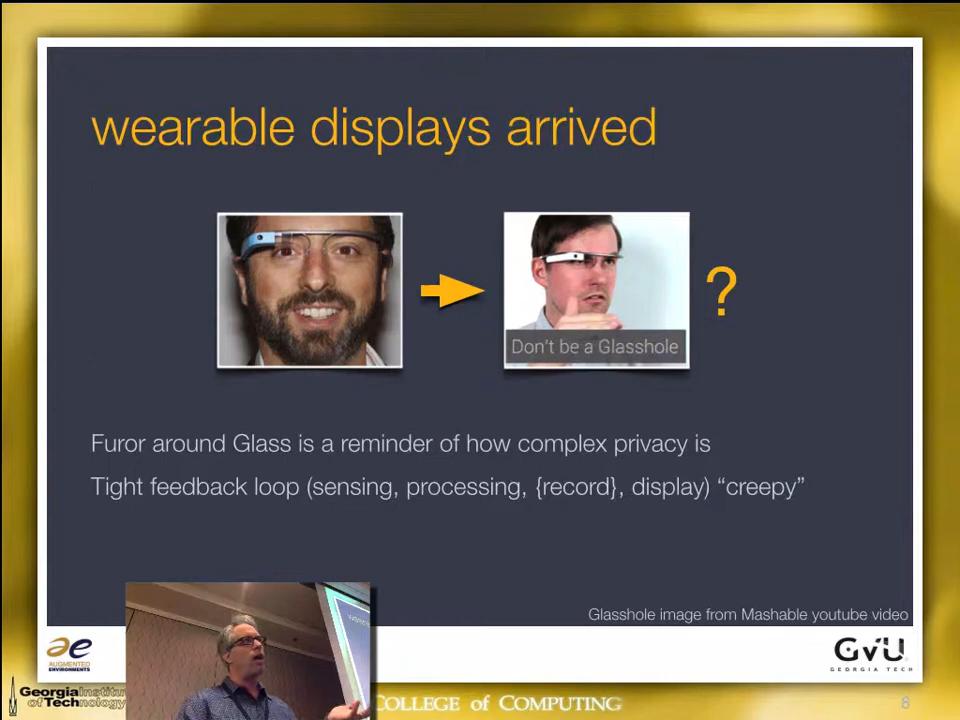 wearable displays arrived
?
Don't be a Glasshole
Furor around Glass is a reminder of how complex privacy is
Tight feedback loop (sensing, processing, {record}, display) “creepy”
Glasshole image from Mashable youtube video
ae
AUGMENTED
ENVIRONMENTS
GVU
GEORGIA TECH
Georgia Institu
of Technology
COLLEGE of COMPUTING
8